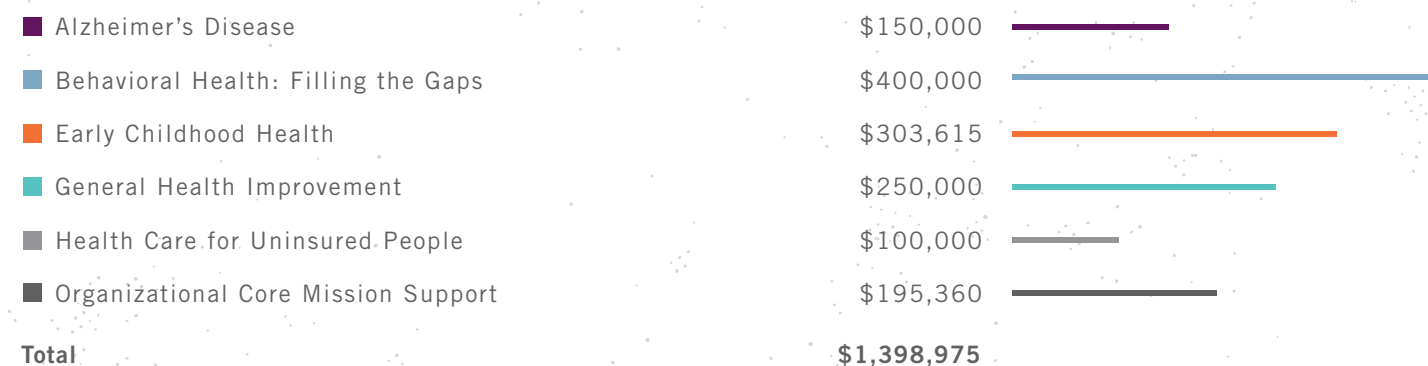 Alzheimer’s Disease $150,000
Behavioral Health: Filling the Gaps $400,000
Early Childhood Health $303,615
General Health Improvement $250,000
Health Care for Uninsured People $100,000
Organizational Core Mission Support $195,360
Total $1,398,975